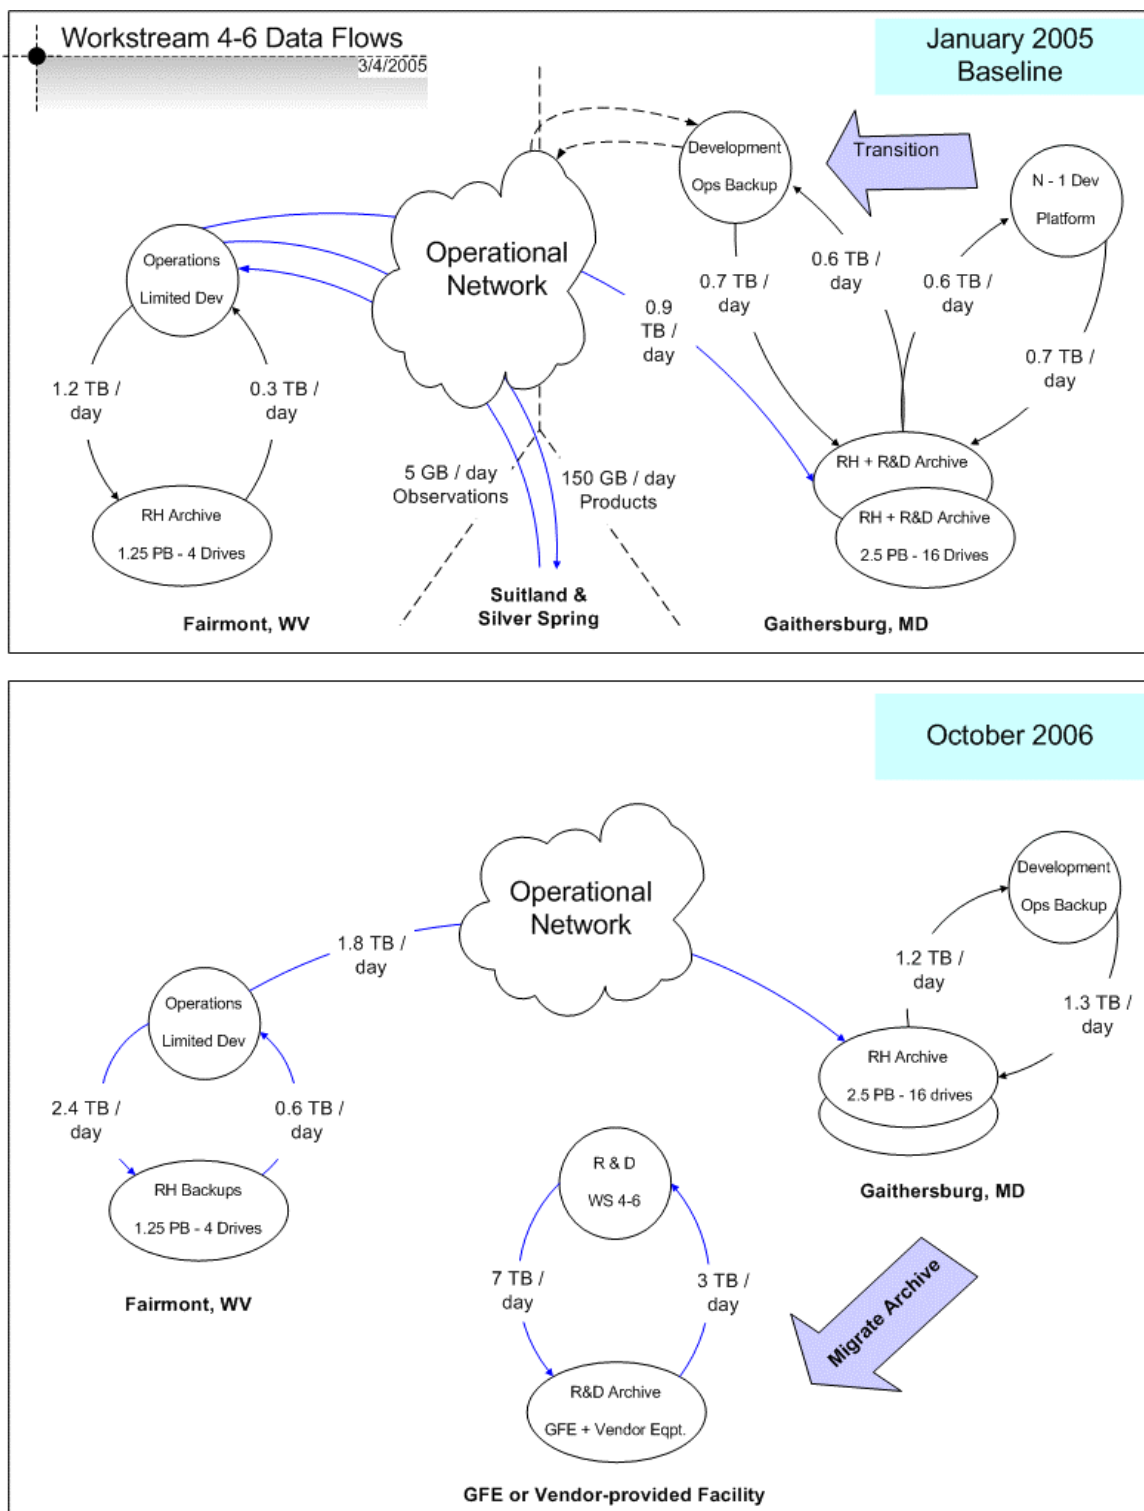 Workstream 4-6 Data Flows
3/4/2005
January 2005
Baseline
Development
Ops Backup
Transition
N - 1 Dev
Platform
Operations
Limited Dev
Operational
Network
0.7 TB /
day
0.6 TB /
day
0.6 TB /
day
0.9
TB /
day
0.7 TB /
day
1.2 TB /
day
0.3 TB /
day
5 GB / day
Observations
150 GB / day
Products
RH + R&D Archive
RH + R&D Archive
2.5 PB - 16 Drives
RH Archive
1.25 PB - 4 Drives
Suitland &
Silver Spring
Fairmont, WV
Gaithersburg, MD
October 2006
Operational
Network
Development
Ops Backup
1.8 TB /
day
1.2 TB /
day
1.3 TB /
day
Operations
Limited Dev
RH Archive
2.5 PB - 16 drives
2.4 TB /
day
0.6 TB /
day
R & D
WS 4-6
RH Backups
1.25 PB - 4 Drives
Gaithersburg, MD
Fairmont, WV
7 TB /
day
3 TB /
day
Migrate Archive
R&D Archive
GFE + Vendor Eqpt.
GFE or Vendor-provided Facility